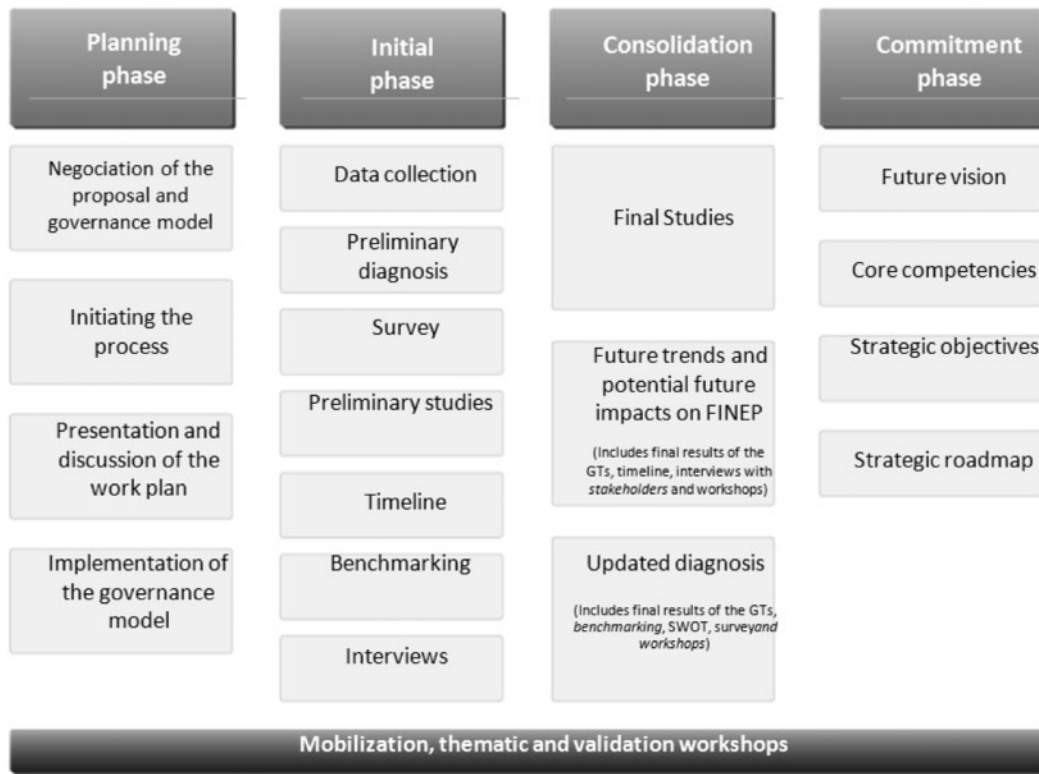 Planning
phase
Negociation of the
proposal and
governance model
Initiating the
process
Presentation and
discussion of the
work plan
Implementation of
the governance
model
Initial
phase
Data collection
Preliminary
diagnosis
Survey
Preliminary studies
Timeline
Benchmarking
Interviews
Consolidation
phase
Final Studies
Future trends and
potential future
impacts on FINEP
(Includes final results of the
GTs, timeline, interviews with
stakeholders and workshops)
Updated diagnosis
(Includes final results of the GTs,
benchmarking, SWOT, surveyand
workshops)
Commitment
phase
Future vision
Core competencies
Strategic objectives
Strategic roadmap
Mobilization, thematic and validation workshops